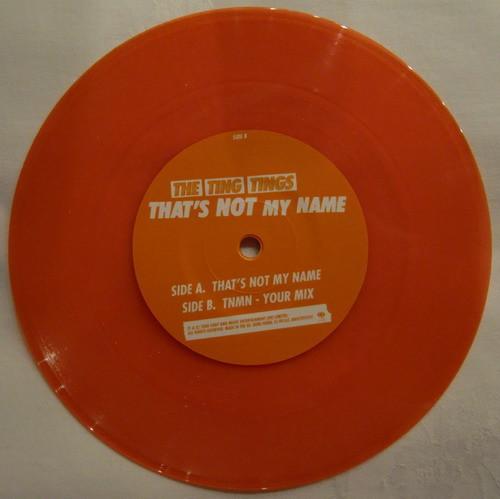 SIDE B
THE TING TINGS
THAT'S NOT MY NAME
SIDE A. THAT'S NOT MY NAME
SIDE B. TNMN - YOUR MIX